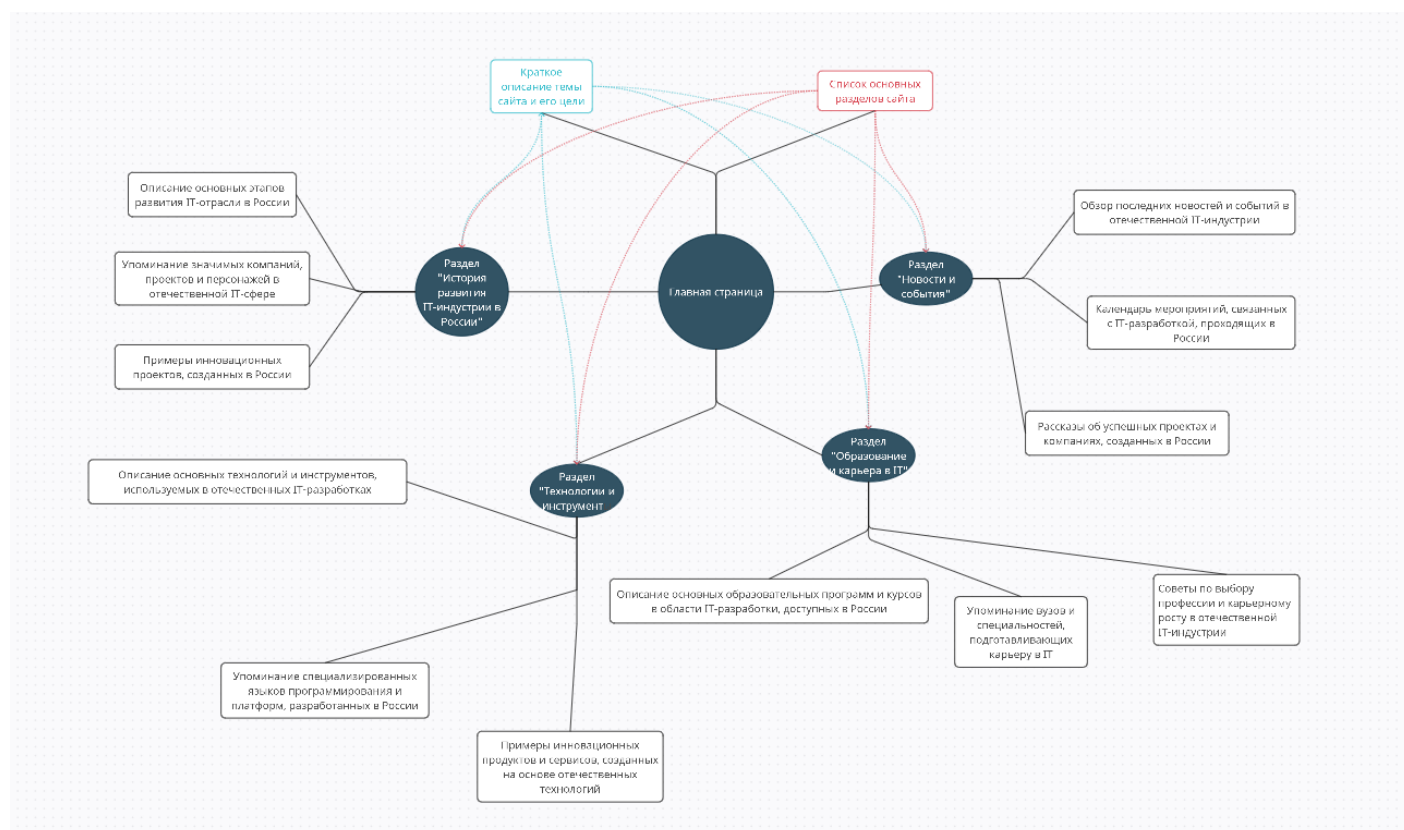 Краткое
описание темы
сайта и его цели
Список основных
разделов сайта
Описание основных этапов
развития IT-отрасли в России
Упоминание значимых компаний,
проектов и персонажей в
отечественной IT-сфере
Примеры инновационных
проектов, созданных в России
Раздел
"История
развития
IT-индустрии в
России"
Главная страница
Раздел
"Новости и
события"
Обзор последних новостей и событий в
отечественной IT-индустрии
Календарь мероприятий, связанных
с IT-разработкой, проходящих в
России
Рассказы об успешных проектах и
компаниях, созданных в России
Раздел
"Образование
и карьера в IT"
Раздел
"Технологии и
инструмент
Описание основных технологий и инструментов,
используемых в отечественных IT-разработках
Описание основных образовательных программ и курсов
в области IT-разработки, доступных в России
Упоминание вузов и
специальностей,
подготавливающих
карьеру в IT
Советы по выбору
профессии и карьерному
росту в отечественной
IT-индустрии
Упоминание специализированных
языков программирования и
платформ, разработанных в России
Примеры инновационных
продуктов и сервисов, созданных
на основе отечественных
технологий